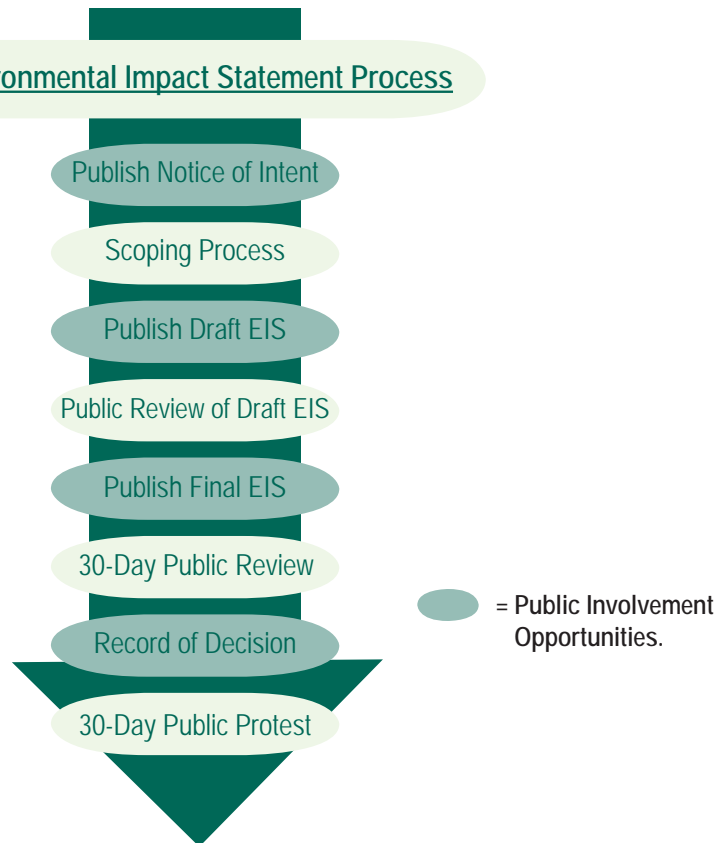 ronmental Impact Statement Process
Publish Notice of Intent
Scoping Process
Publish Draft EIS
Public Review of Draft EIS
Publish Final EIS
30-Day Public Review
Record of Decision
30-Day Public Protest
= Public Involvement
Opportunities.